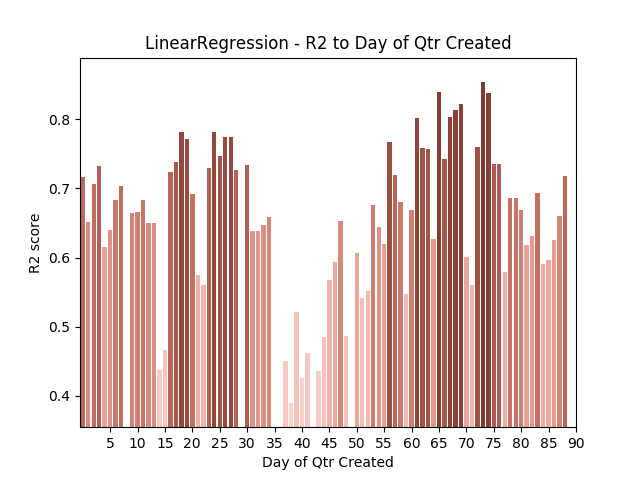 LinearRegression - R2 to Day of Qtr Created
0.8
0.7
0.6
0.5
0.4
R2 score
5 10 15 20 25 30 35 40 45 50 55 60 65 70 75 80 85 90
Day of Qtr Created